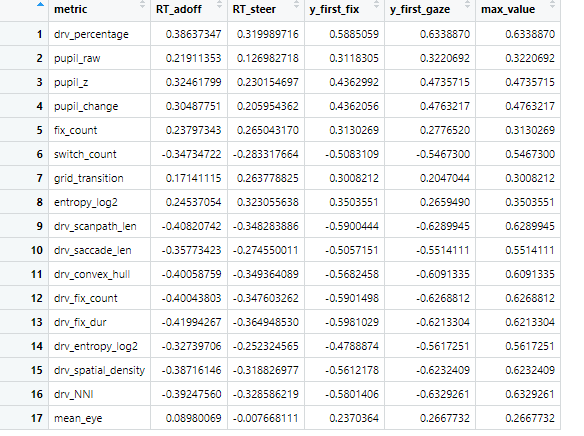 metric RT_adoff RT_steer y_first_fix y_first_gaze max_value
1 drv_percentage 0.38637347 0.319989716 0.5885059 0.6338870 0.6338870
2 pupil_raw 0.21911353 0.126982718 0.3118305 0.3220692 0.3220692
3 pupil_z 0.32461799 0.230154697 0.4362992 0.4735715 0.4735715
4 pupil_change 0.30487751 0.205954362 0.4362056 0.4763217 0.4763217
5 fix_count 0.23797343 0.265043170 0.3130269 0.2776520 0.3130269
6 switch_count -0.34734722 -0.283317664 -0.5083109 -0.5467300 0.5467300
7 grid_transition 0.17141115 0.263778825 0.3008212 0.2047044 0.3008212
8 entropy_log2 0.24537054 0.323055638 0.3503551 0.2659490 0.3503551
9 drv_scanpath_len -0.40820742 -0.348283886 -0.5900444 -0.6289945 0.6289945
10 drv_saccade_len -0.35773423 -0.274550011 -0.5057151 -0.5514111 0.5514111
11 drv_convex_hull -0.40058759 -0.349364089 -0.5682458 -0.6091335 0.6091335
12 drv_fix_count -0.40043803 -0.347603262 -0.5901498 -0.6268812 0.6268812
13 drv_fix_dur -0.41994267 -0.364948530 -0.5981029 -0.6213304 0.6213304
14 drv_entropy_log2 -0.32739706 -0.252324565 -0.4788874 -0.5617251 0.5617251
15 drv_spatial_density -0.38716146 -0.318826977 -0.5612178 -0.6232409 0.6232409
16 drv_NNI -0.39247560 -0.328586219 -0.5801406 -0.6329261 0.6329261
17 mean_eye 0.08980069 -0.007668111 0.2370364 0.2667732 0.2667732